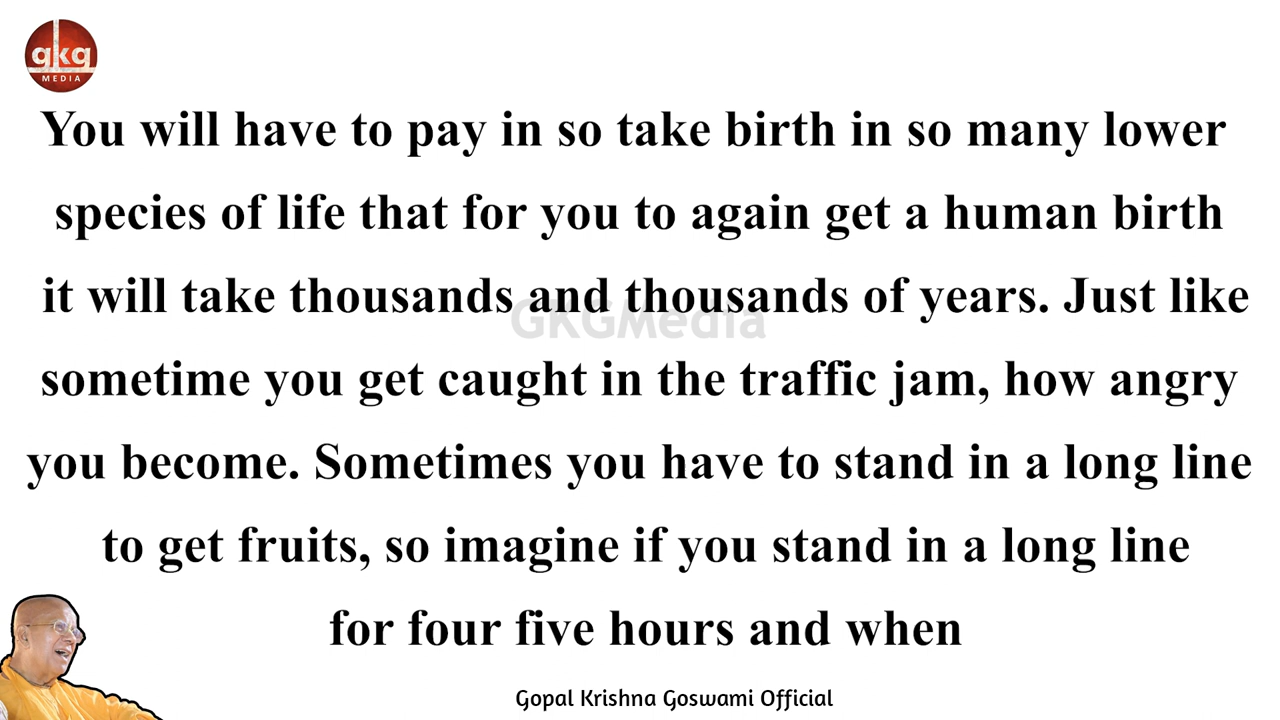 gkg
MEDIA
You will have to pay in so take birth in so many lower
species of life that for you to again get a human birth
it will take thousands and thousands of years. Just like
GKGMedia
sometime you get caught in the traffic jam, how angry
you become. Sometimes you have to stand in a long line
to get fruits, so imagine if you stand in a long line
for four five hours and when
Gopal Krishna Goswami Official